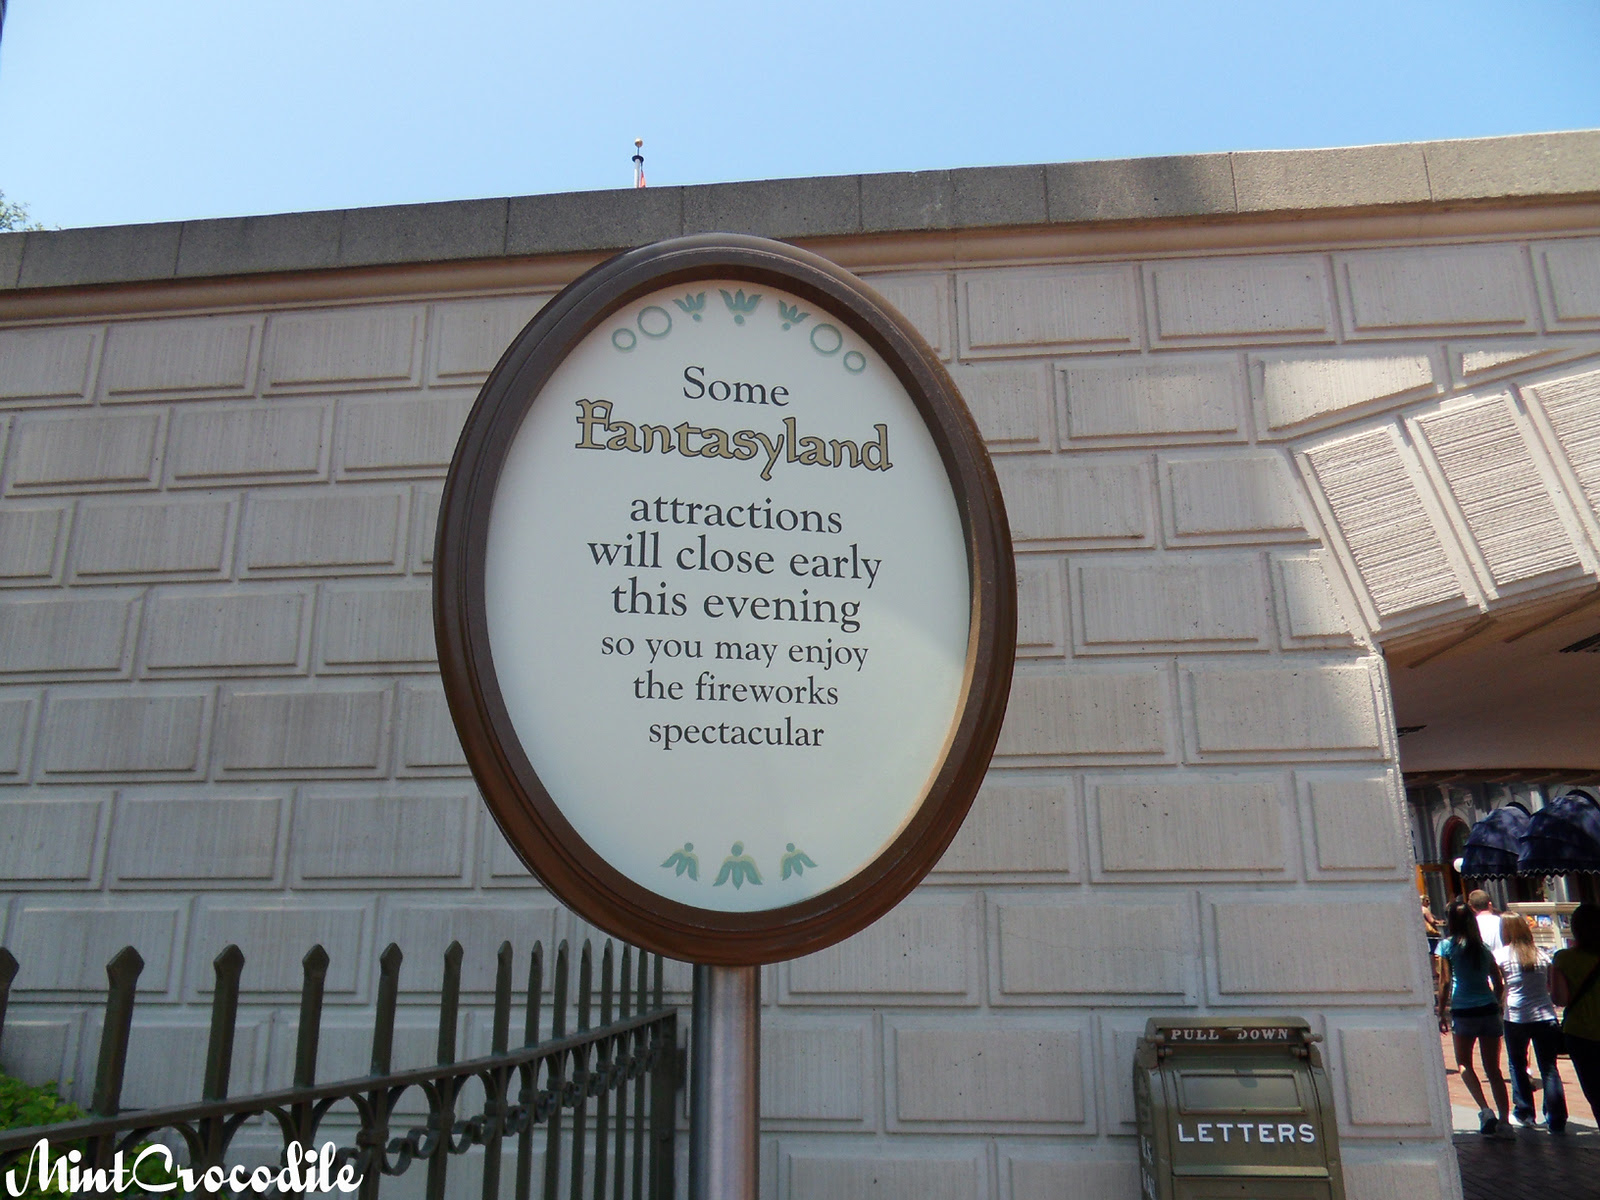 Some
Fantasyland
attractions
will close early
this evening
so you may enjoy
the fireworks
spectacular
PULL DOWN
LETTERS
MintCrocodile